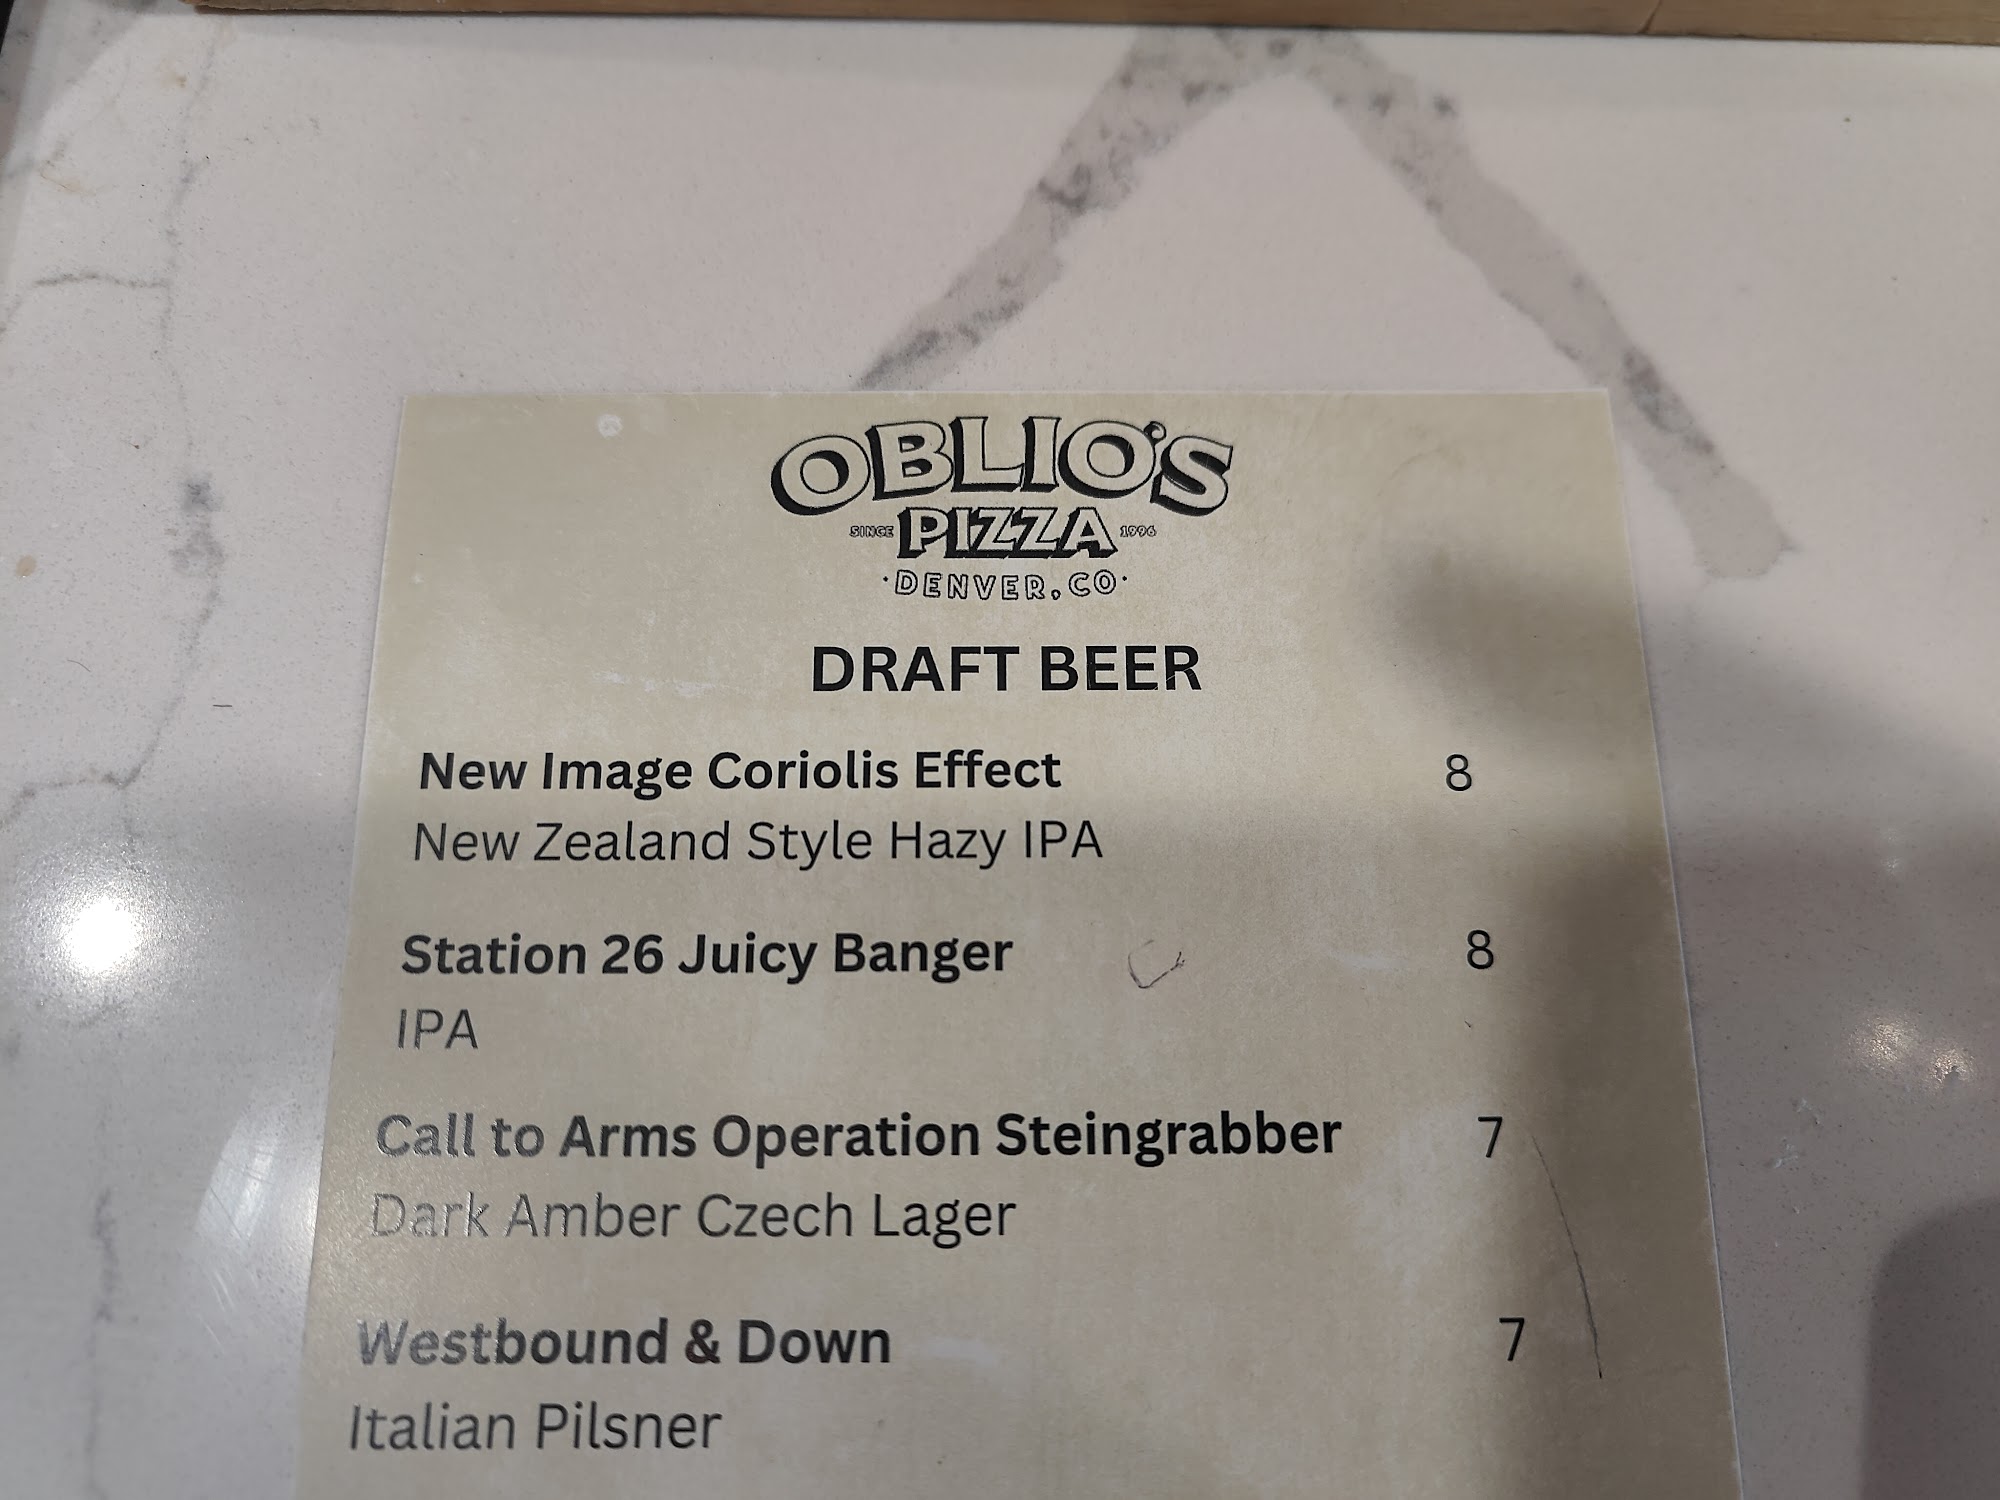 OBLIO'S
SINCE PIZZA 1996
·DENVER, CO·
DRAFT BEER
New Image Coriolis Effect 8
New Zealand Style Hazy IPA
Station 26 Juicy Banger 8
IPA
Call to Arms Operation Steingrabber 7
Dark Amber Czech Lager
Westbound & Down 7
Italian Pilsner